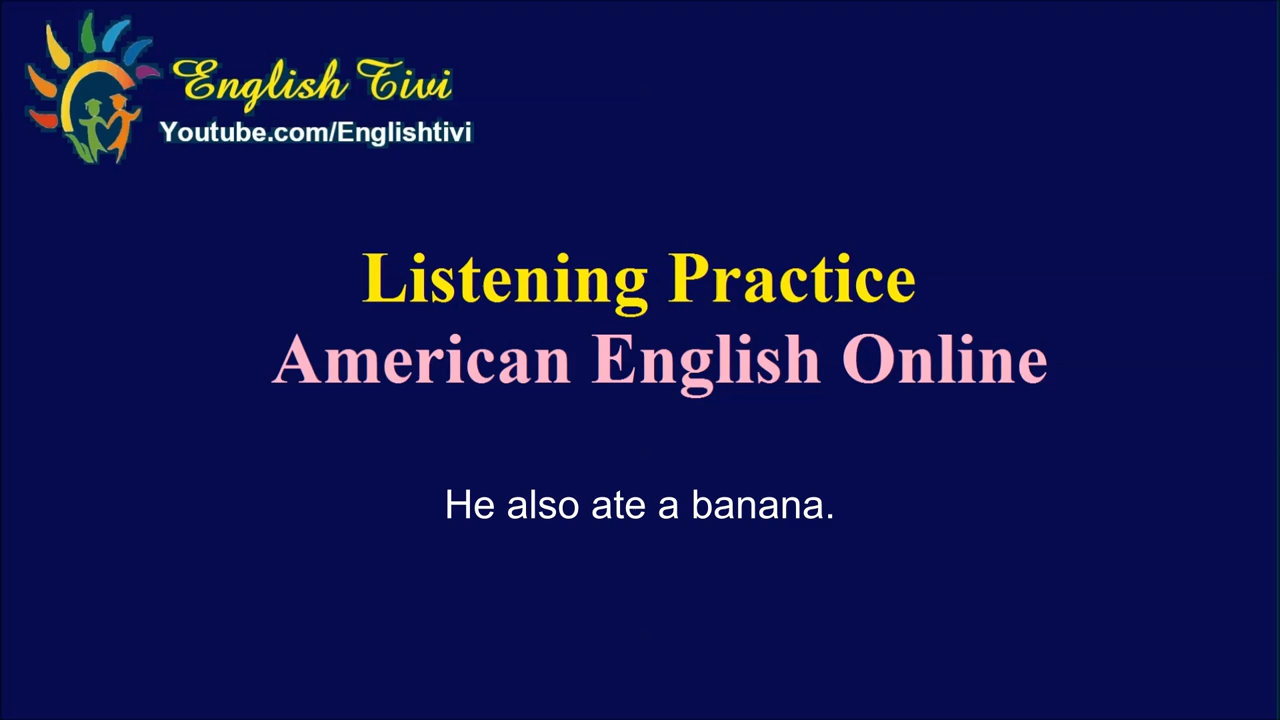 English Tivi
Youtube.com/Englishtivi
Listening Practice
American English Online
He also ate a banana.